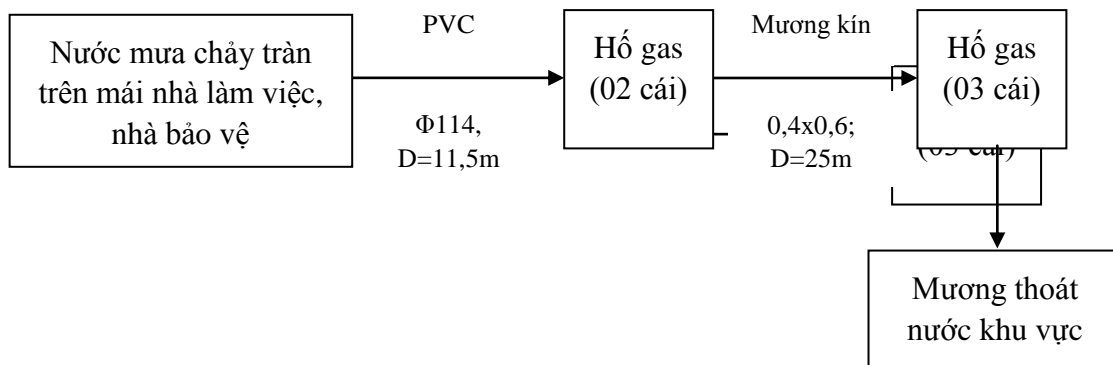 Nước mưa chảy tràn
trên mái nhà làm việc,
nhà bảo vệ
PVC
Φ114,
D=11,5m
Hố gas
(02 cái)
Mương kín
0,4x0,6;
D=25m
Hố gas
(03 cái)
Mương thoát
nước khu vực